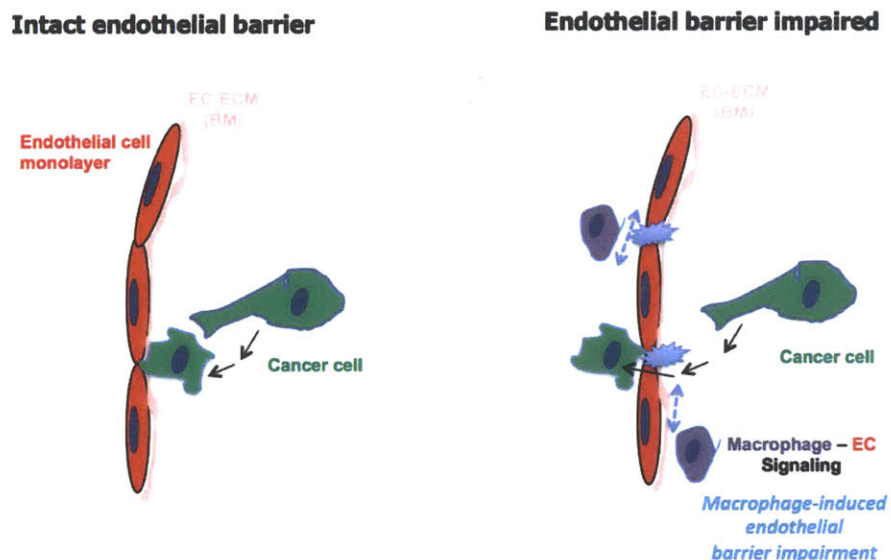 Intact endothelial barrier
Endothelial barrier impaired
EC-ECM
(BM)
Endothelial cell
monolayer
Cancer cell
EC-ECM
(BM)
Cancer cell
Macrophage – EC
Signaling
Macrophage-induced
endothelial
barrier impairment